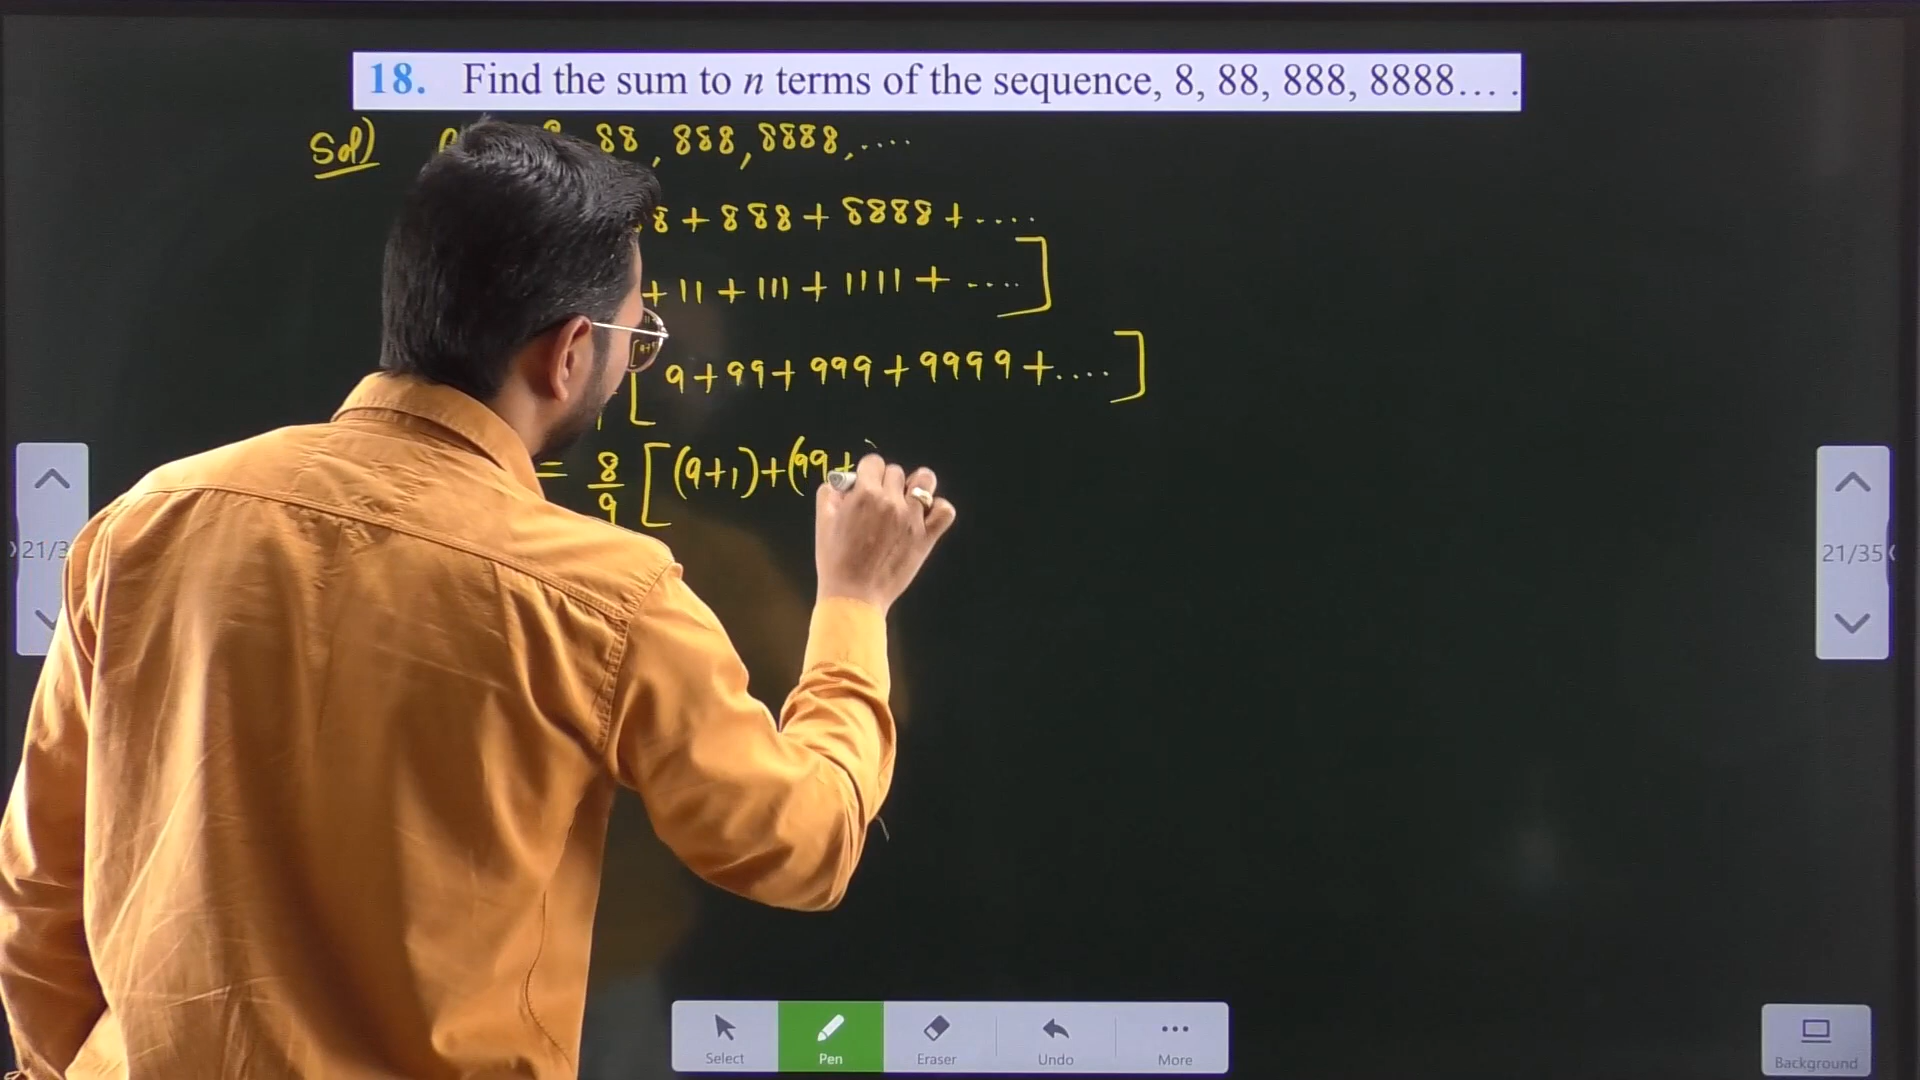 18. Find the sum to n terms of the sequence, 8, 88, 888, 8888... .
Sol) 88, 888, 8888, ....
8 + 888 + 8888 + ....
+ 11 + 111 + 1111 + ....]
[9 + 99 + 999 + 9999 + ....]
= 8/9 [(9+1)+(99+
21/3
21/35
Select Pen Eraser Undo More
Background